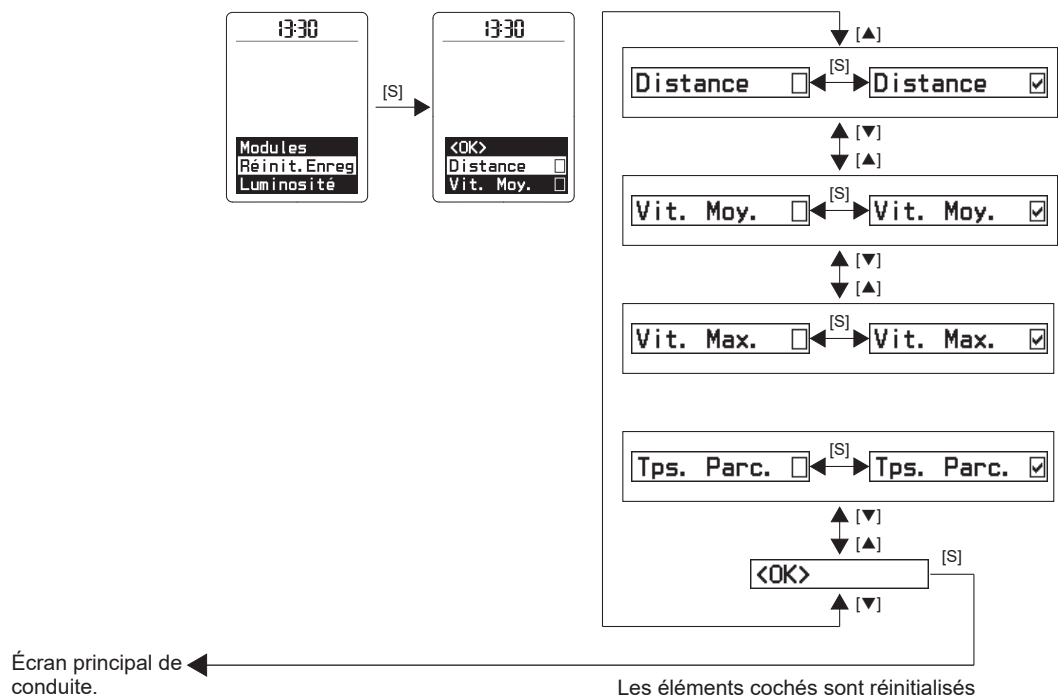 13:30
Modules
Réinit.Enreg
Luminosité
[S]
13:30
<OK>
Distance
Vit. Moy.
[▲]
Distance [S] Distance
[▼]
[▲]
Vit. Moy. [S] Vit. Moy.
[▼]
[▲]
Vit. Max. [S] Vit. Max.
Tps. Parc. [S] Tps. Parc.
[▼]
[▲]
<OK> [S]
[▼]
Écran principal de
conduite.
Les éléments cochés sont réinitialisés